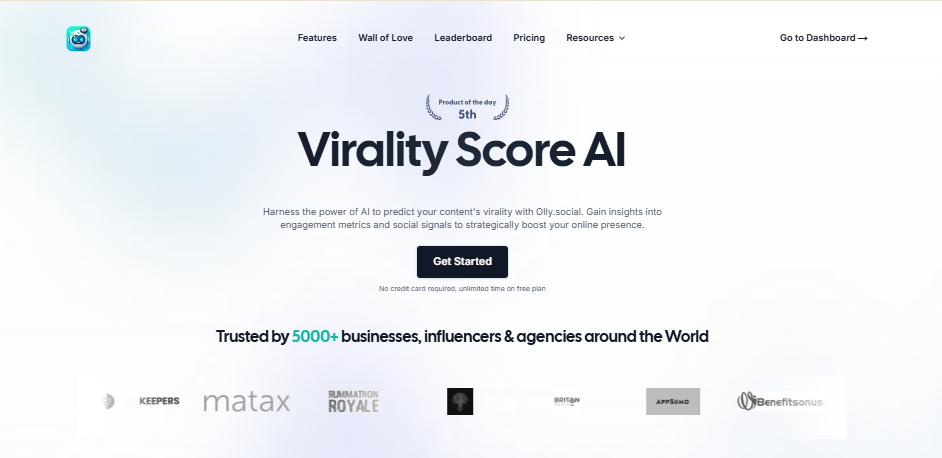 Features Wall of Love Leaderboard Pricing Resources Go to Dashboard →
Product of the day
5th
Virality Score AI
Harness the power of AI to predict your content's virality with Olly.social. Gain insights into
engagement metrics and social signals to strategically boost your online presence.
Get Started
No credit card required, unlimited time on free plan
Trusted by 5000+ businesses, influencers & agencies around the World
KEEPERS matax RUMMATHON BRITAN APPSUMO Benefitsonus
ROYALE